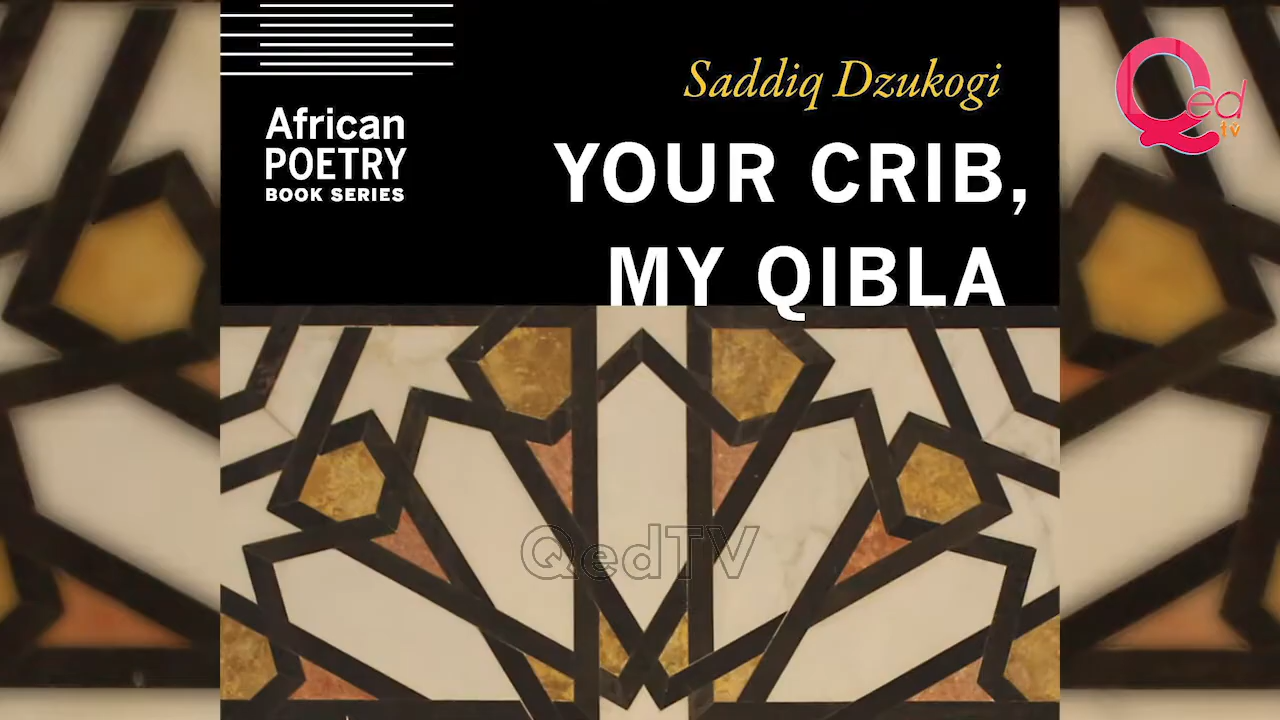 Saddiq Dzukogi
YOUR CRIB,
MY QIBLA
African
POETRY
BOOK SERIES
Qed
tv
QedTV